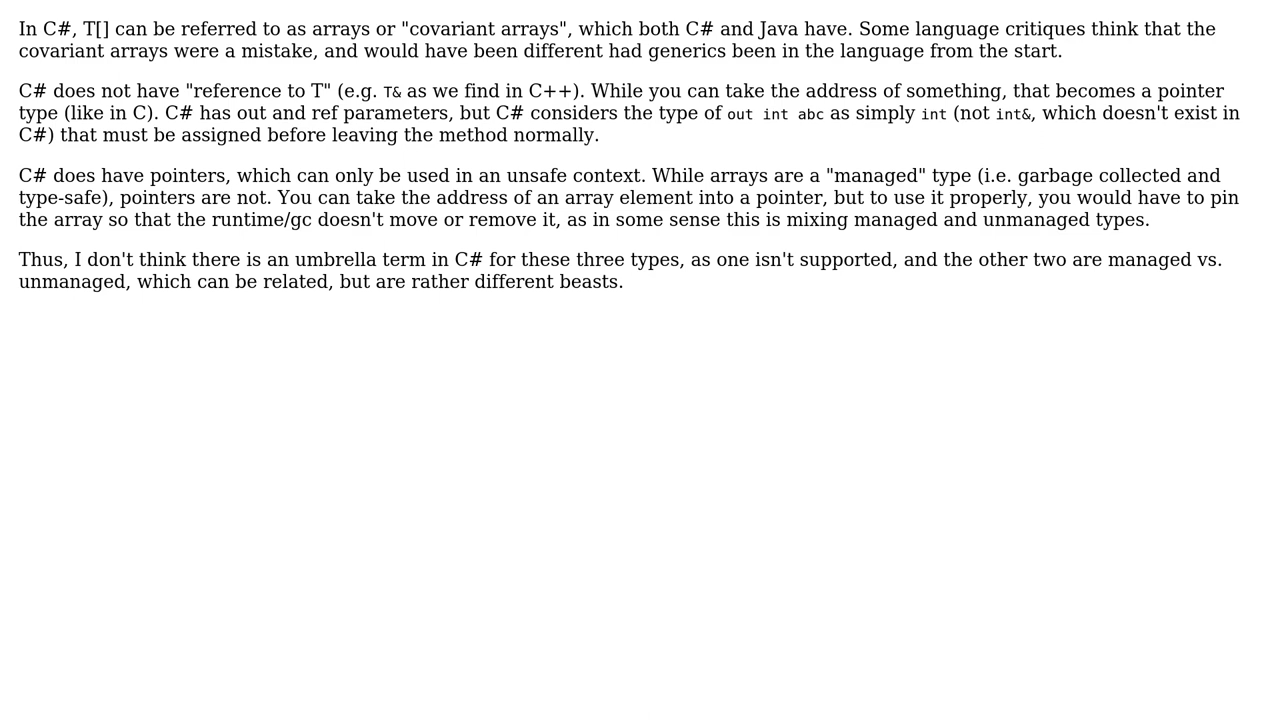 In C#, T[] can be referred to as arrays or "covariant arrays", which both C# and Java have. Some language critiques think that the
covariant arrays were a mistake, and would have been different had generics been in the language from the start.
C# does not have "reference to T" (e.g. T& as we find in C++). While you can take the address of something, that becomes a pointer
type (like in C). C# has out and ref parameters, but C# considers the type of out int abc as simply int (not int&, which doesn't exist in
C#) that must be assigned before leaving the method normally.
C# does have pointers, which can only be used in an unsafe context. While arrays are a "managed" type (i.e. garbage collected and
type-safe), pointers are not. You can take the address of an array element into a pointer, but to use it properly, you would have to pin
the array so that the runtime/gc doesn't move or remove it, as in some sense this is mixing managed and unmanaged types.
Thus, I don't think there is an umbrella term in C# for these three types, as one isn't supported, and the other two are managed vs.
unmanaged, which can be related, but are rather different beasts.